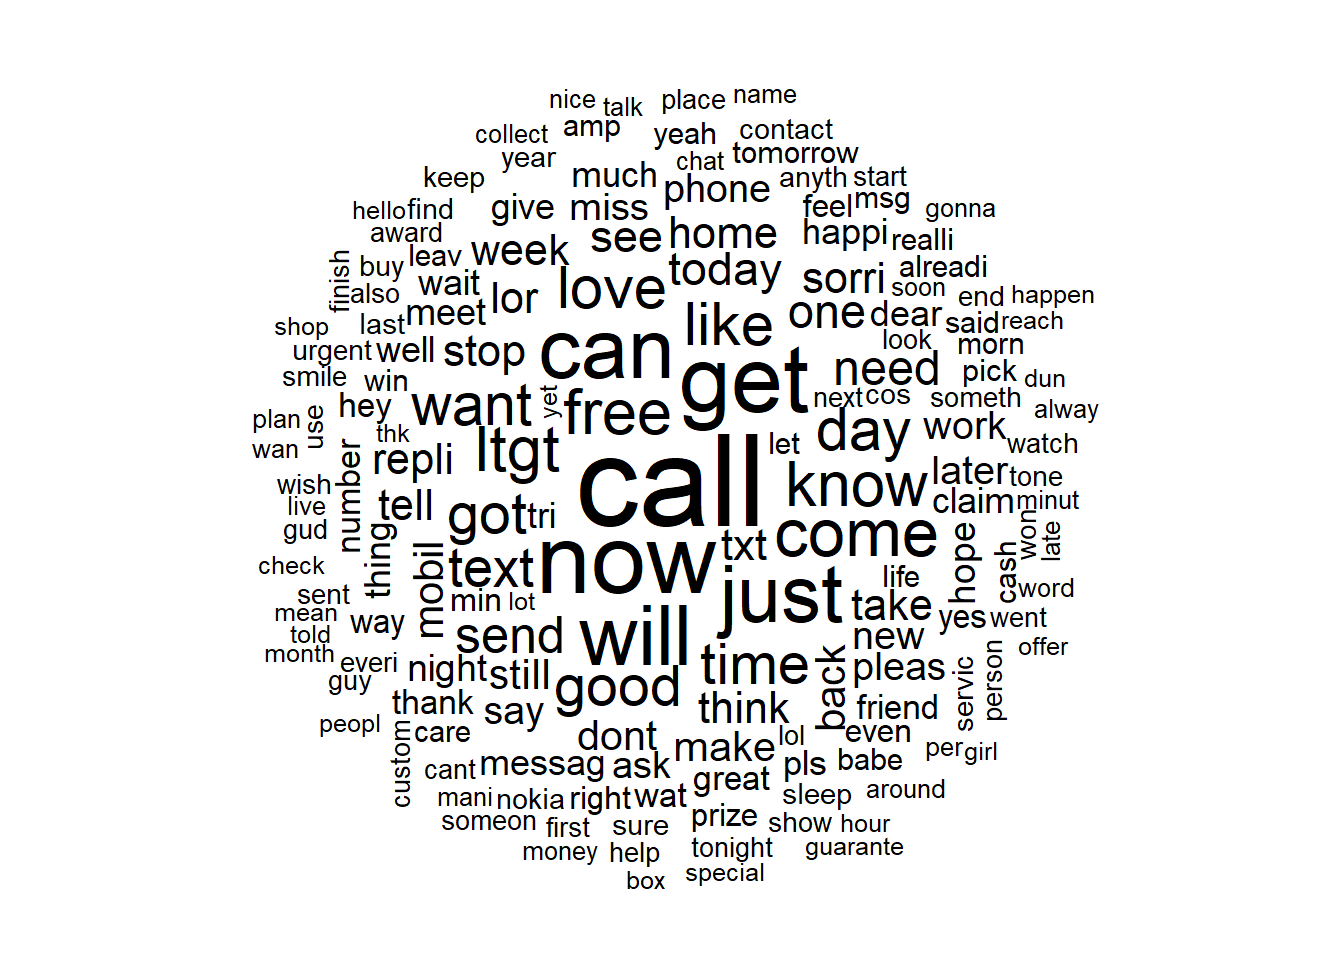 nice talk place name
collect amp yeah contact
year chat tomorrow
keep much phone anyth start
hello find give miss feel msg gonna
award see home happi realli
finish buy leav week today sorri alreadi
also wait lor love soon end happen
shop last meet like one dear said reach
urgent well stop can look morn
smile win get need pick dun
plan use hey want yet free next cos someth alway
wan thk ltgt let day work watch
number repli call know later tone
wish tell got tri claim minut
live
gud now txt come won late
check thing text hope cash
sent mobil min lot just life take word
mean way send will yes went
told new
month everi night still time back pleas offer
guy good servic person
peopl thank say think friend
custom care dont make lol even per girl
cant messag ask great pls babe
mani nokia right wat sleep around
someon first sure prize show hour
money help tonight guarante
box special